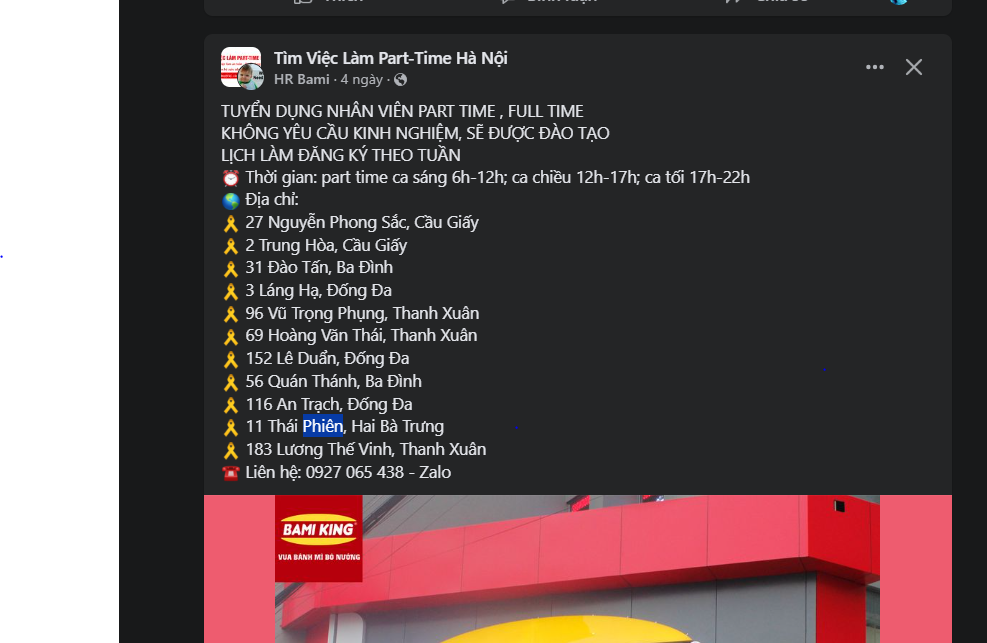 Tìm Việc Làm Part-Time Hà Nội
HR Bami · 4 ngày ·
TUYỂN DỤNG NHÂN VIÊN PART TIME , FULL TIME
KHÔNG YÊU CẦU KINH NGHIỆM, SẼ ĐƯỢC ĐÀO TẠO
LỊCH LÀM ĐĂNG KÝ THEO TUẦN
⏰ Thời gian: part time ca sáng 6h-12h; ca chiều 12h-17h; ca tối 17h-22h
🌎 Địa chỉ:
🎗 27 Nguyễn Phong Sắc, Cầu Giấy
🎗 2 Trung Hòa, Cầu Giấy
🎗 31 Đào Tấn, Ba Đình
🎗 3 Láng Hạ, Đống Đa
🎗 96 Vũ Trọng Phụng, Thanh Xuân
🎗 69 Hoàng Văn Thái, Thanh Xuân
🎗 152 Lê Duẩn, Đống Đa
🎗 56 Quán Thánh, Ba Đình
🎗 116 An Trạch, Đống Đa
🎗 11 Thái Phiên, Hai Bà Trưng
🎗 183 Lương Thế Vinh, Thanh Xuân
☎️ Liên hệ: 0927 065 438 - Zalo
BAMI KING
VUA BÁNH MÌ BÒ NƯỚNG